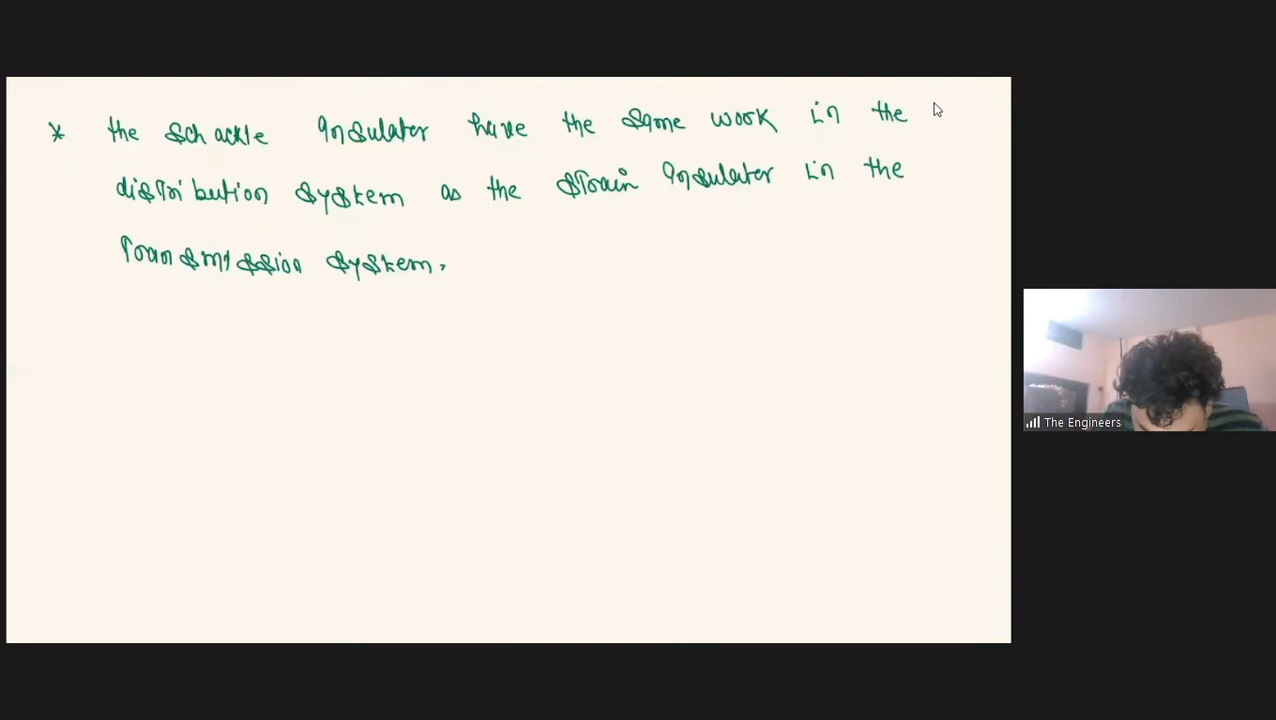 * the Schackle insulater have the same work in the
distribution system as the strain insulater in the
Transmission system.
The Engineers